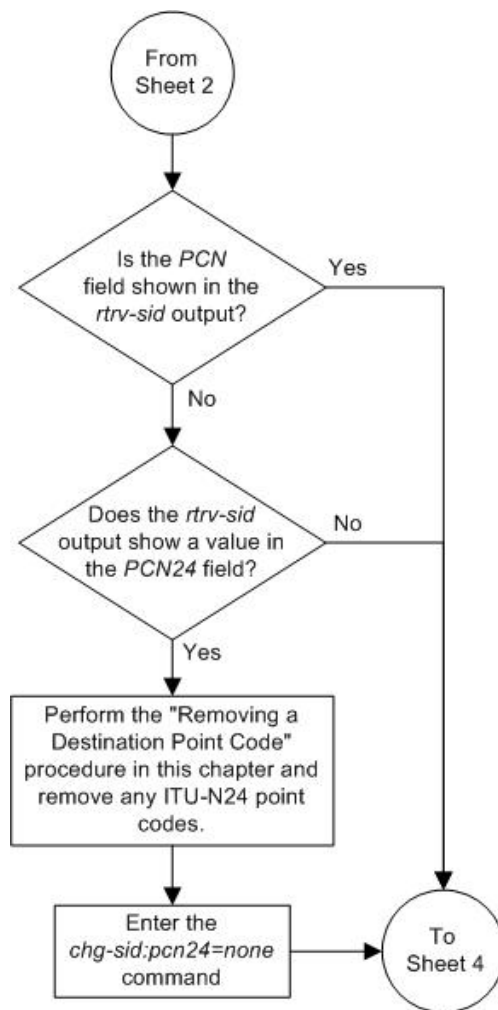 From
Sheet 2
Is the PCN
field shown in the
rtrv-sid output?
Yes
No
Does the rtrv-sid
output show a value in
the PCN24 field?
No
Yes
Perform the "Removing a
Destination Point Code"
procedure in this chapter and
remove any ITU-N24 point
codes.
Enter the
chg-sid:pcn24=none
command
To
Sheet 4